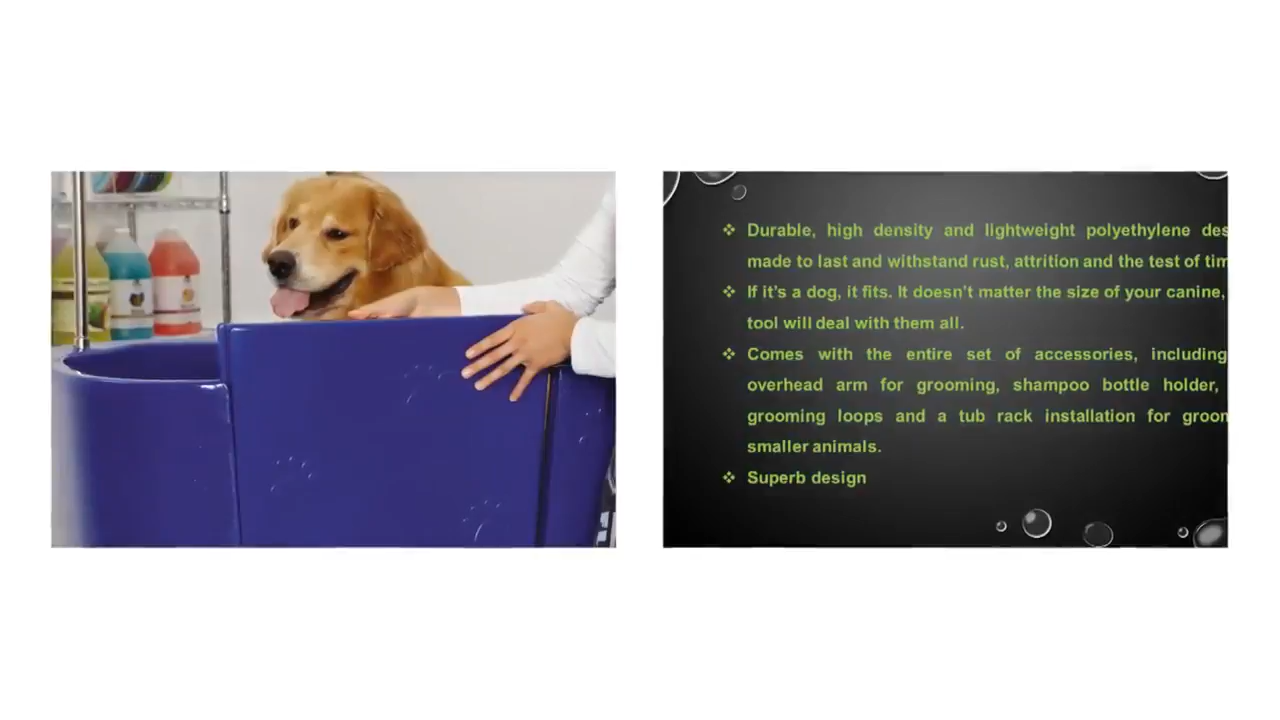 ❖ Durable, high density and lightweight polyethylene des
made to last and withstand rust, attrition and the test of tim
❖ If it's a dog, it fits. It doesn't matter the size of your canine,
tool will deal with them all.
❖ Comes with the entire set of accessories, including
overhead arm for grooming, shampoo bottle holder,
grooming loops and a tub rack installation for groom
smaller animals.
❖ Superb design